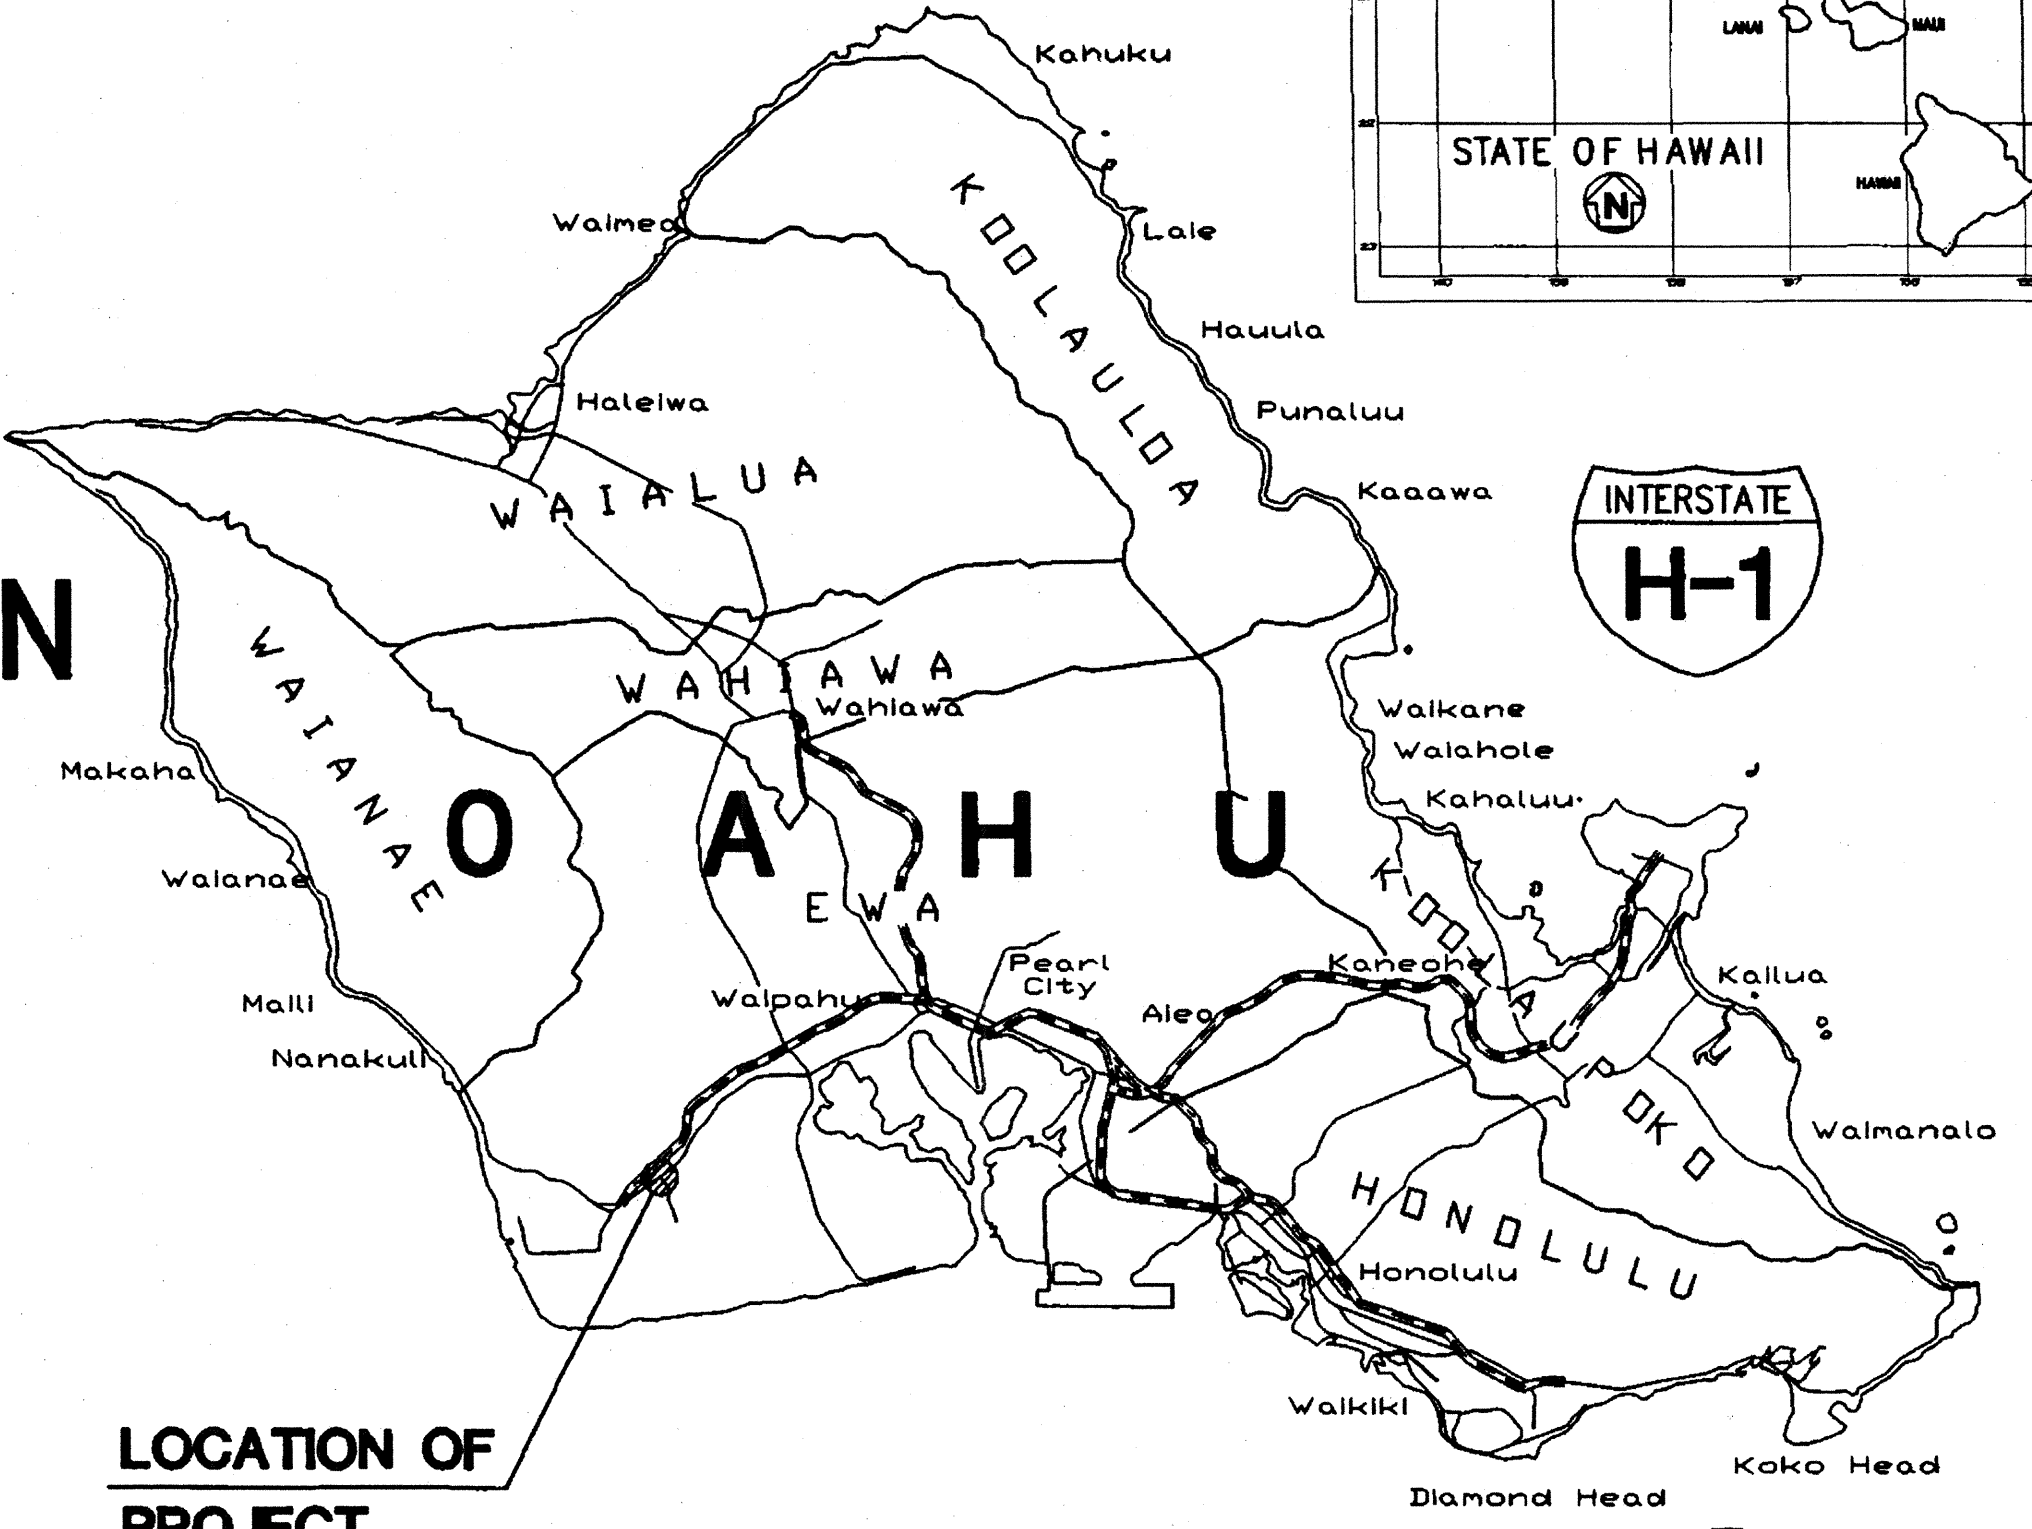 Kahuku
LANAI
MAUI
STATE OF HAWAII
N
HAWAII
Waimea
Laie
KOOLAULOA
Hauula
Haleiwa
Punaluu
WAIALUA
Kaaawa
INTERSTATE
H-1
N
WAIANAE
WAHIAWA
Wahiawa
Waikane
Waiahole
Makaha
Kahaluu
O A H U
Waianae
EWA
KOOLAUPOKO
Pearl
City
Kaneohe
Kailua
Maili
Waipahu
Aiea
Nanakuli
Waimanalo
HONOLULU
Honolulu
Waikiki
Koko Head
Diamond Head
LOCATION OF
PROJECT